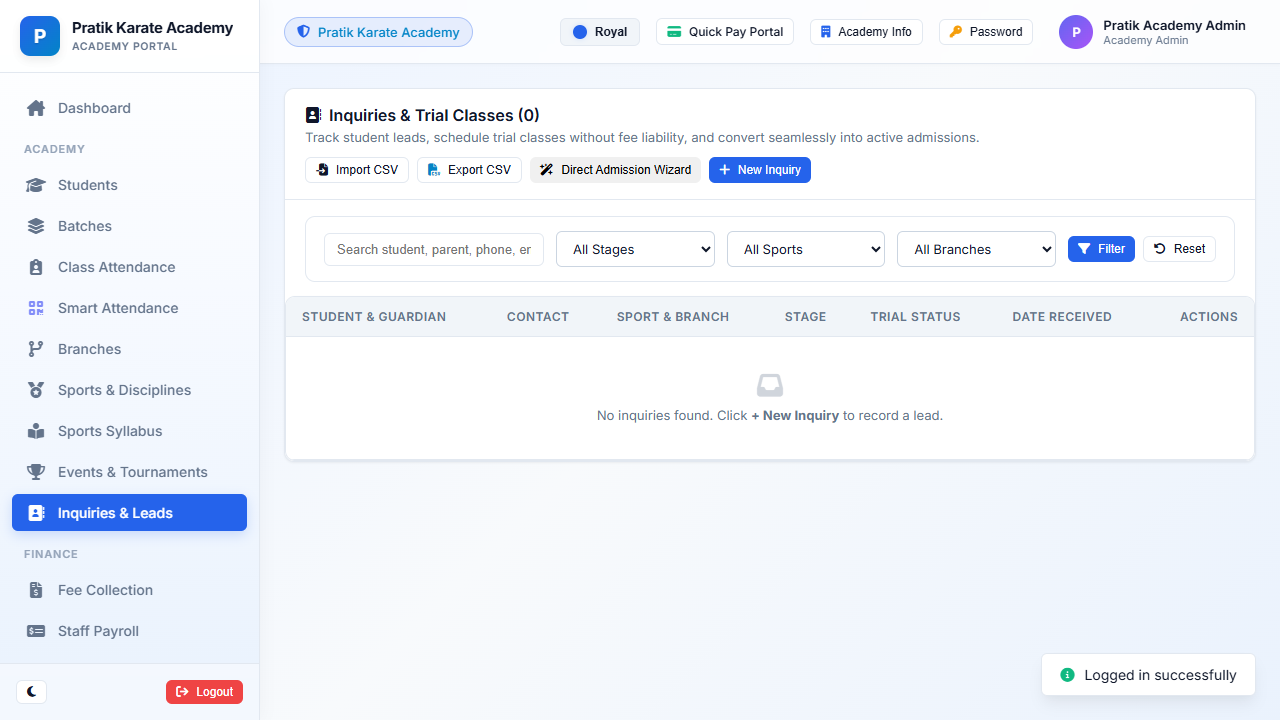 P
Pratik Karate Academy
ACADEMY PORTAL
Pratik Karate Academy
Royal
Quick Pay Portal
Academy Info
Password
P
Pratik Academy Admin
Academy Admin
Dashboard
ACADEMY
Students
Batches
Class Attendance
Smart Attendance
Branches
Sports & Disciplines
Sports Syllabus
Events & Tournaments
Inquiries & Leads
FINANCE
Fee Collection
Staff Payroll
Logout
Inquiries & Trial Classes (0)
Track student leads, schedule trial classes without fee liability, and convert seamlessly into active admissions.
Import CSV
Export CSV
Direct Admission Wizard
New Inquiry
Search student, parent, phone, er
All Stages
All Sports
All Branches
Filter
Reset
STUDENT & GUARDIAN
CONTACT
SPORT & BRANCH
STAGE
TRIAL STATUS
DATE RECEIVED
ACTIONS
No inquiries found. Click + New Inquiry to record a lead.
Logged in successfully